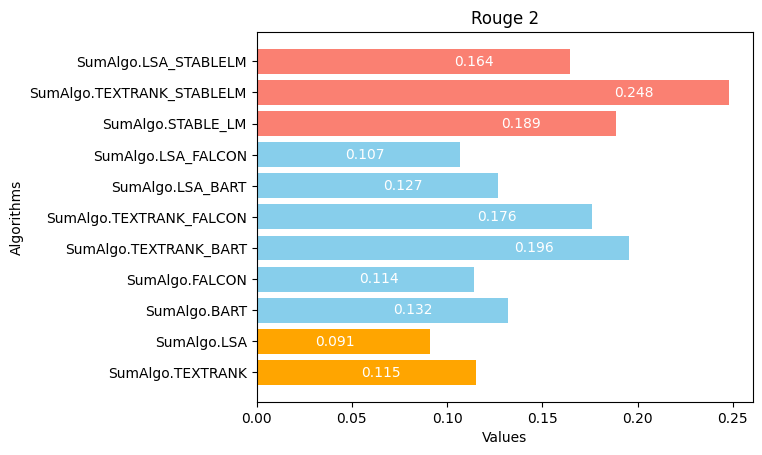 Rouge 2
Algorithms
SumAlgo.LSA_STABLELM 0.164
SumAlgo.TEXTRANK_STABLELM 0.248
SumAlgo.STABLE_LM 0.189
SumAlgo.LSA_FALCON 0.107
SumAlgo.LSA_BART 0.127
SumAlgo.TEXTRANK_FALCON 0.176
SumAlgo.TEXTRANK_BART 0.196
SumAlgo.FALCON 0.114
SumAlgo.BART 0.132
SumAlgo.LSA 0.091
SumAlgo.TEXTRANK 0.115
0.00 0.05 0.10 0.15 0.20 0.25
Values